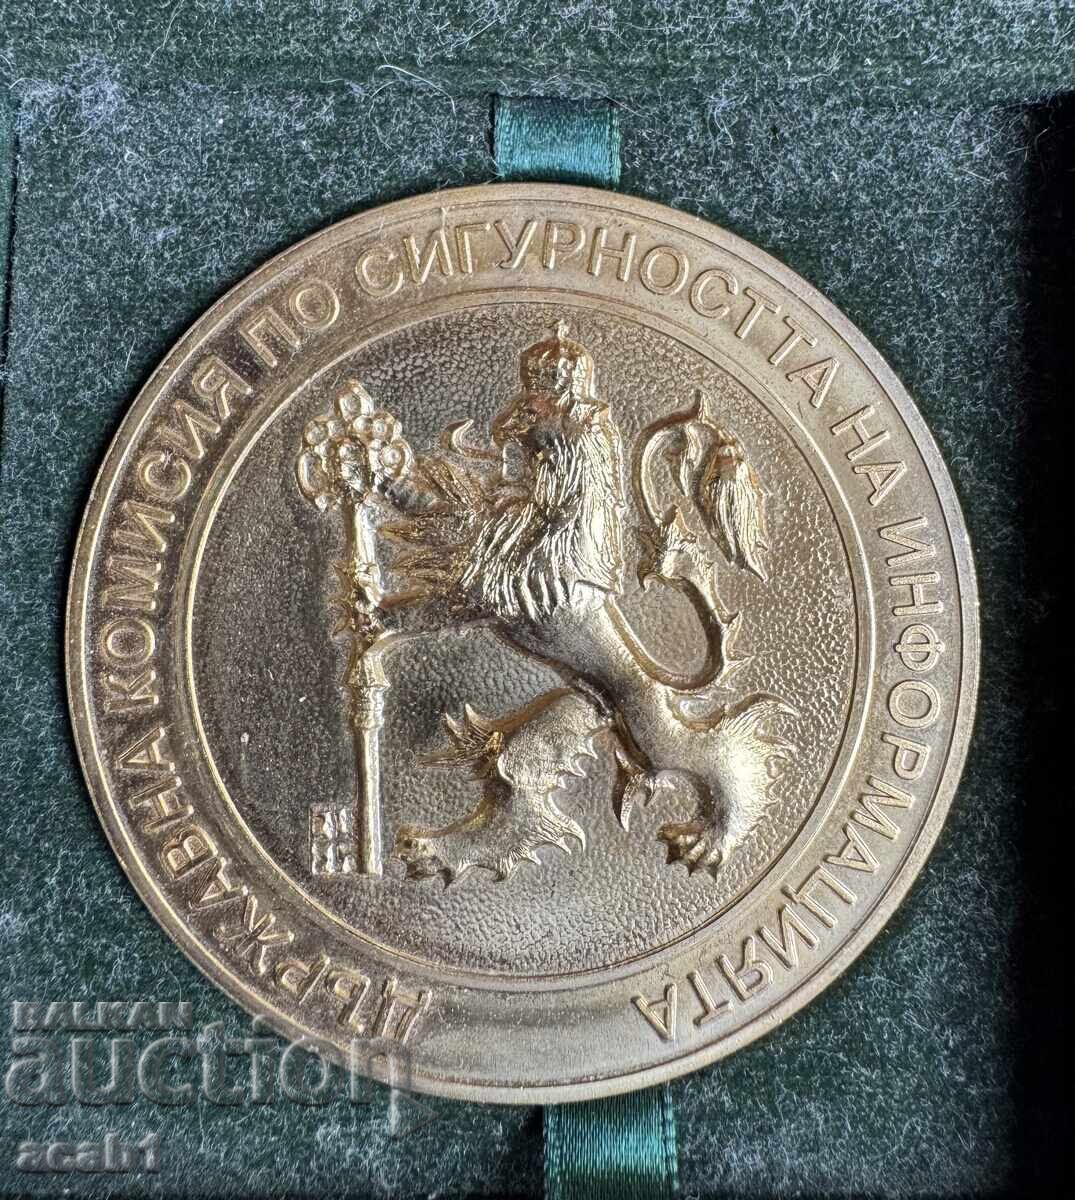 ДЪРЖАВНА КОМИСИЯ ПО СИГУРНОСТТА НА ИНФОРМАЦИЯТА
BALKAN
auction
acab1